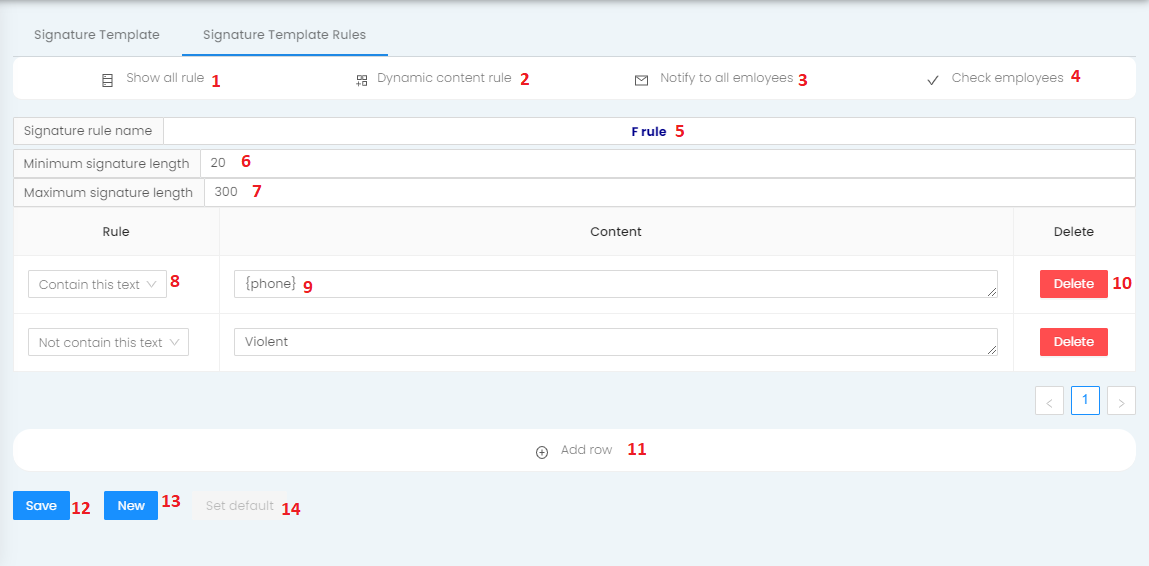 Signature Template Signature Template Rules
Show all rule 1 Dynamic content rule 2 Notify to all emloyees 3 Check employees 4
Signature rule name F rule 5
Minimum signature length 20 6
Maximum signature length 300 7
Rule Content Delete
Contain this text 8 {phone} 9 Delete 10
Not contain this text Violent Delete
< 1 >
Add row 11
Save 12 New 13 Set default 14